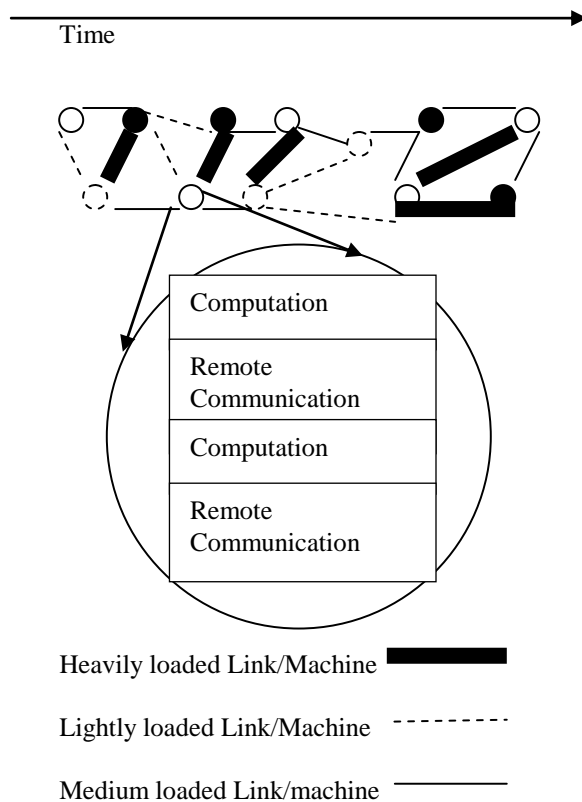 Time
Computation
Remote
Communication
Computation
Remote
Communication
Heavily loaded Link/Machine
Lightly loaded Link/Machine
Medium loaded Link/machine